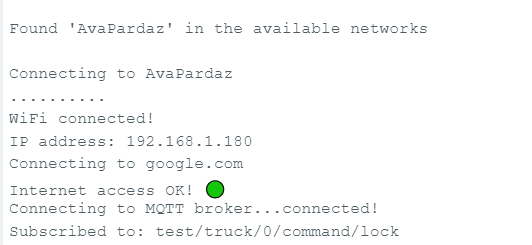 Found 'AvaPardaz' in the available networks
Connecting to AvaPardaz
..........
WiFi connected!
IP address: 192.168.1.180
Connecting to google.com
Internet access OK! 🟢
Connecting to MQTT broker...connected!
Subscribed to: test/truck/0/command/lock